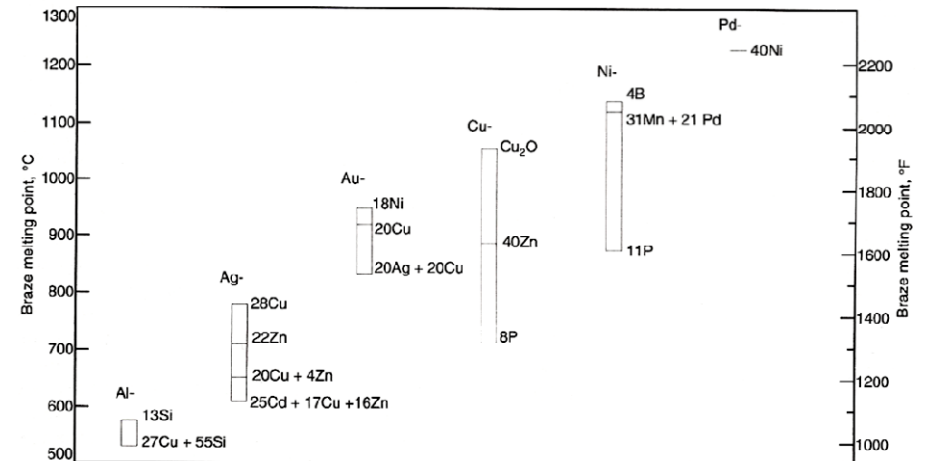 1300
1200
1100
1000
900
800
700
600
500
Braze melting point, °C
Al-
13Si
27Cu + 55Si
Ag-
28Cu
22Zn
20Cu + 4Zn
25Cd + 17Cu +16Zn
Au-
18Ni
20Cu
20Ag + 20Cu
Cu-
Cu₂O
40Zn
8P
Ni-
4B
31Mn + 21 Pd
11P
Pd-
40Ni
2200
2000
1800
1600
1400
1200
1000
Braze melting point, °F